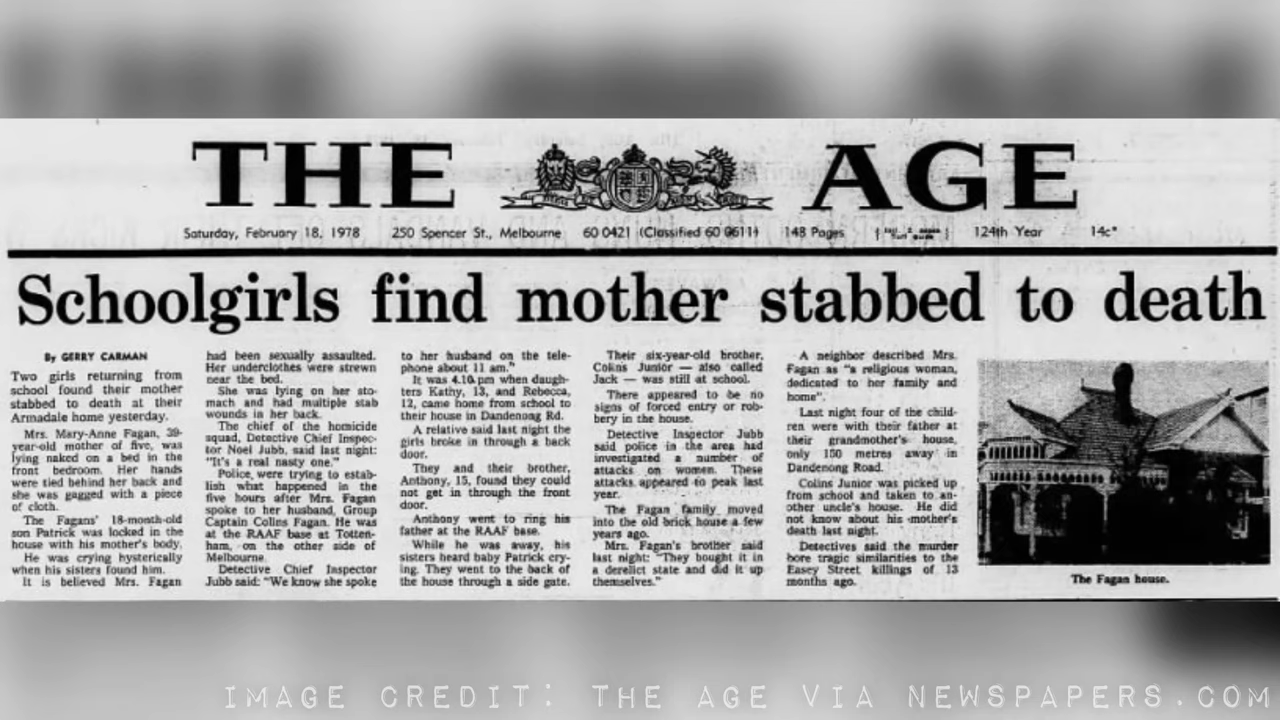 THE AGE
Saturday, February 18, 1978 250 Spencer St., Melbourne 60 0421 (Classified 60 0611) 148 Pages 124th Year 14c*
Schoolgirls find mother stabbed to death
By GERRY CARMAN
Two girls returning from
school found their mother
stabbed to death at their
Armadale home yesterday.
Mrs. Mary-Anne Fagan, 39-
year-old mother of five, was
lying naked on a bed in the
front bedroom. Her hands
were tied behind her back and
she was gagged with a piece
of cloth.
The Fagans' 18-month-old
son Patrick was locked in the
house with his mother's body.
He was crying hysterically
when his sisters found him.
It is believed Mrs. Fagan
had been sexually assaulted.
Her underclothes were strewn
near the bed.
She was lying on her sto-
mach and had multiple stab
wounds in her back.
The chief of the homicide
squad, Detective Chief Inspec-
tor Noel Jubb, said last night:
"It's a real nasty one."
Police were trying to estab-
lish what happened in the
five hours after Mrs. Fagan
spoke to her husband, Group
Captain Colins Fagan. He was
at the RAAF base at Totten-
ham, on the other side of
Melbourne.
Detective Chief Inspector
Jubb said: "We know she spoke
to her husband on the tele-
phone about 11 am."
It was 4.10 pm when daugh-
ters Kathy, 13, and Rebecca,
12, came home from school to
their house in Dandenoag Rd.
A relative said last night the
girls broke in through a back
door.
They and their brother,
Anthony, 15, found they could
not get in through the front
door.
Anthony went to ring his
father at the RAAF base.
While he was away, his
sisters heard baby Patrick cry-
ing. They went to the back of
the house through a side gate.
Their six-year-old brother,
Colins Junior — also called
Jack — was still at school.
There appeared to be no
signs of forced entry or rob-
bery in the house.
Detective Inspector Jubb
said police in the area had
investigated a number of
attacks on women. These
attacks appeared to peak last
year.
The Fagan family moved
into the old brick house a few
years ago.
Mrs. Fagan's brother said
last night: "They bought it in
a derelict state and did it up
themselves."
A neighbor described Mrs.
Fagan as "a religious woman,
dedicated to her family and
home".
Last night four of the child-
ren were with their father at
their grandmother's house,
only 150 metres away in
Dandenong Road.
Colins Junior was picked up
from school and taken to an-
other uncle's house. He did
not know about his mother's
death last night.
Detectives said the murder
bore tragic similarities to the
Easey Street killings of 13
months ago.
The Fagan house.
IMAGE CREDIT: THE AGE VIA NEWSPAPERS.COM